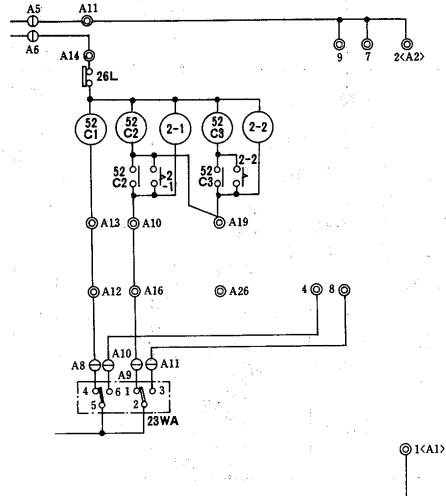 A5 A11
A6
A14 9 7 2<A2>
26L
52 C1
52 C2
2-1
52 C3
2-2
52 C2
2 -1
52 C3
2-2
A13 A10 A19
A12 A16 A26 4 8
A8 A10 A9 A11
4 6 1 3
5 2
23WA
1<A1>